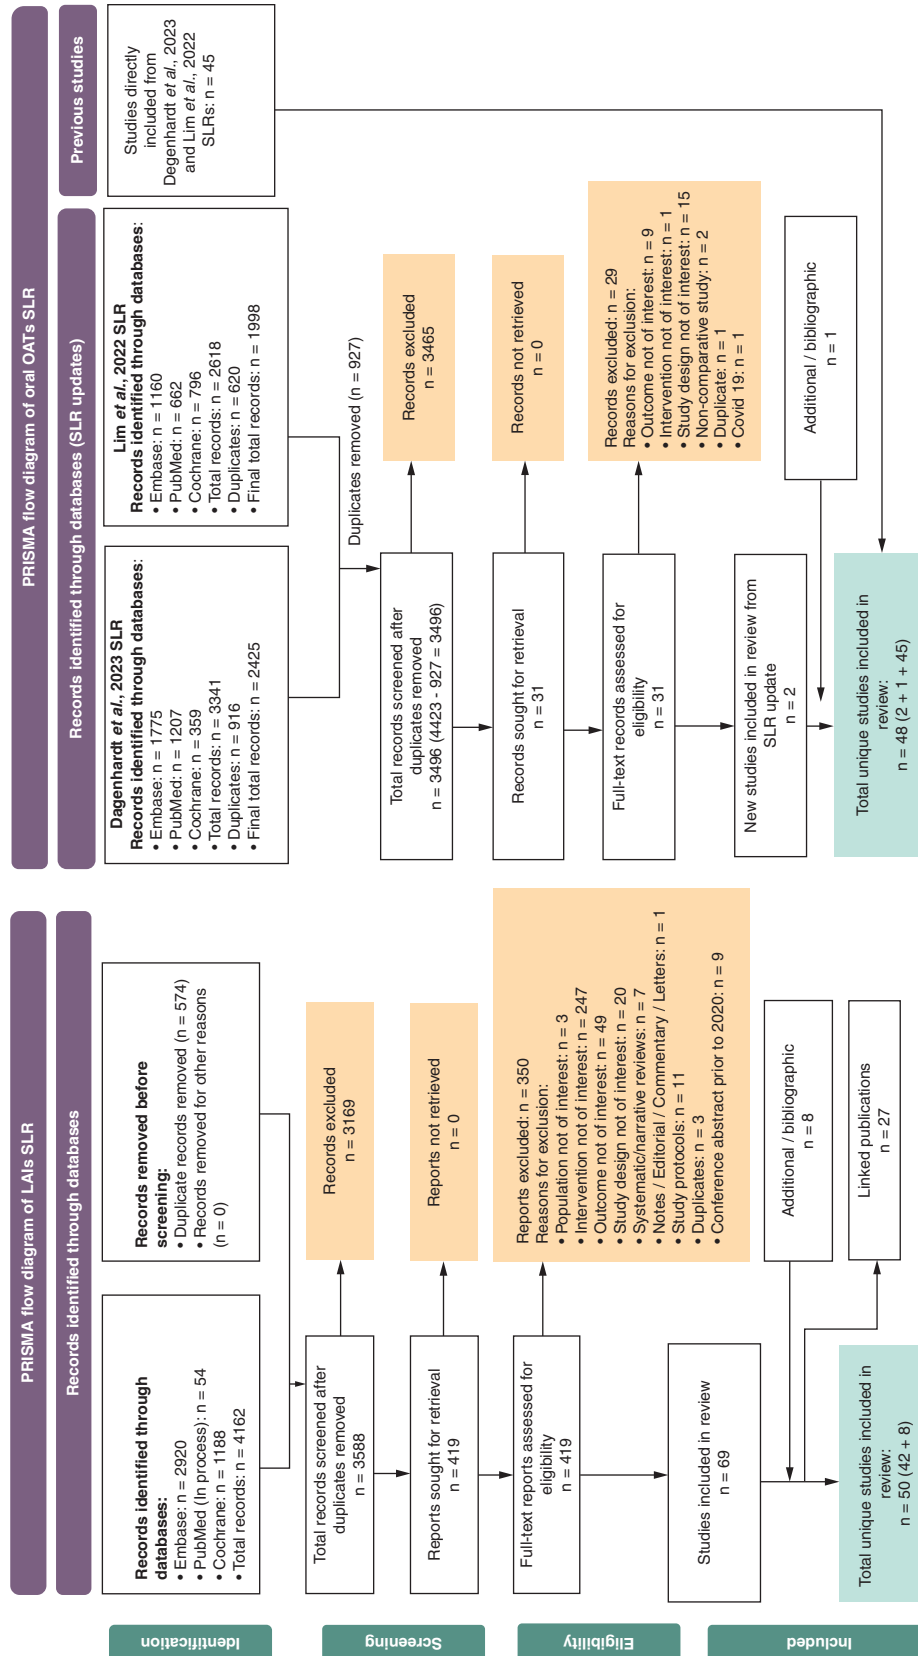 PRISMA flow diagram of LAIs SLR
Records identified through databases
Identification
Screening
Eligibility
Included
Records identified through
databases:
• Embase: n = 2920
• PubMed (In process): n = 54
• Cochrane: n = 1188
• Total records: n = 4162
Records removed before
screening:
• Duplicate records removed (n = 574)
• Records removed for other reasons
(n = 0)
Total records screened after
duplicates removed
n = 3588
Records excluded
n = 3169
Reports sought for retrieval
n = 419
Reports not retrieved
n = 0
Full-text reports assessed for
eligibility
n = 419
Reports excluded: n = 350
Reasons for exclusion:
• Population not of interest: n = 3
• Intervention not of interest: n = 247
• Outcome not of interest: n = 49
• Study design not of interest: n = 20
• Systematic/narrative reviews: n = 7
• Notes / Editorial / Commentary / Letters: n = 1
• Study protocols: n = 11
• Duplicates: n = 3
• Conference abstract prior to 2020: n = 9
Studies included in review
n = 69
Additional / bibliographic
n = 8
Linked publications
n = 27
Total unique studies included in
review:
n = 50 (42 + 8)
PRISMA flow diagram of oral OATs SLR
Records identified through databases (SLR updates)
Previous studies
Dagenhardt et al., 2023 SLR
Records identified through databases:
• Embase: n = 1775
• PubMed: n = 1207
• Cochrane: n = 359
• Total records: n = 3341
• Duplicates: n = 916
• Final total records: n = 2425
Lim et al., 2022 SLR
Records identified through databases:
• Embase: n = 1160
• PubMed: n = 662
• Cochrane: n = 796
• Total records: n = 2618
• Duplicates: n = 620
• Final total records: n = 1998
Studies directly
included from
Degenhardt et al., 2023
and Lim et al., 2022
SLRs: n = 45
Duplicates removed (n = 927)
Total records screened after
duplicates removed
n = 3496 (4423 - 927 = 3496)
Records excluded
n = 3465
Records sought for retrieval
n = 31
Records not retrieved
n = 0
Full-text records assessed for
eligibility
n = 31
Records excluded: n = 29
Reasons for exclusion:
• Outcome not of interest: n = 9
• Intervention not of interest: n = 1
• Study design not of interest: n = 15
• Non-comparative study: n = 2
• Duplicate: n = 1
• Covid 19: n = 1
New studies included in review from
SLR update
n = 2
Additional / bibliographic
n = 1
Total unique studies included in
review:
n = 48 (2 + 1 + 45)